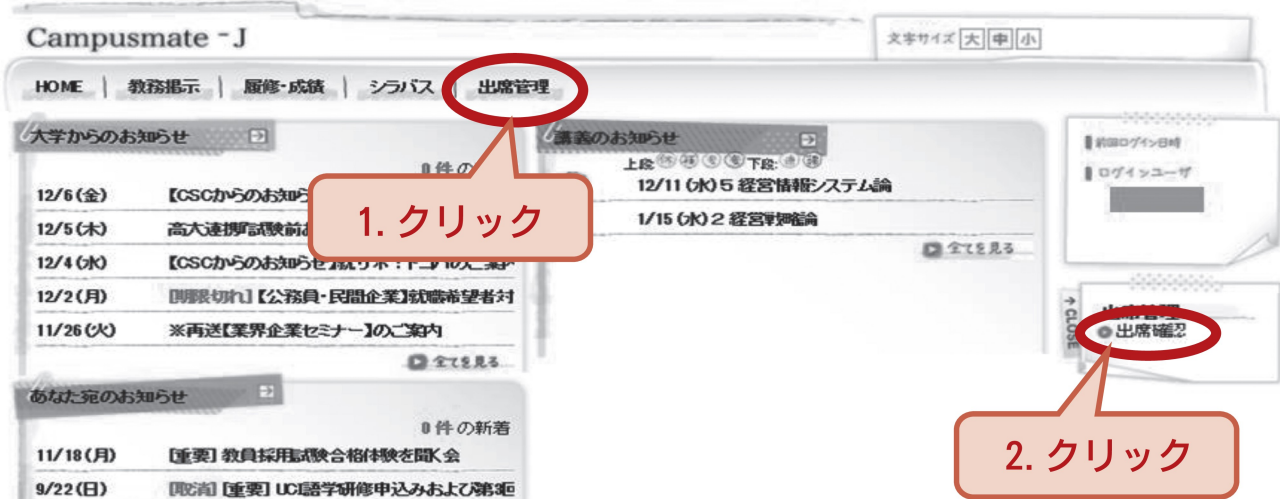 Campusmate-J
文字サイズ 大 中 小
HOME | 教務掲示 | 履修・成績 | シラバス | 出席管理
大学からのお知らせ
0件の
12/6(金) 【CSCからのお知ら
12/5(木) 高大連携『試験前
12/4(水) 【CSCからのお知らせ】
12/2(月) [期限切れ]【公務員・民間企業】就職希望者対
11/26(火) ※再送【業界企業セミナー】のご案内
全てを見る
あなた宛のお知らせ
0件の新着
11/18(月) [重要] 教員採用試験合格体験を聞く会
9/22(日) [取消] [重要] UCI語学研修申込みおよび第3回
講義のお知らせ
上段: 下段:
12/11(水)5 経営情報システム論
1/15(水)2 経営戦略論
全てを見る
前回ログイン日時
ログインユーザ
CLOSE
出席管理
出席確認
1. クリック
2. クリック